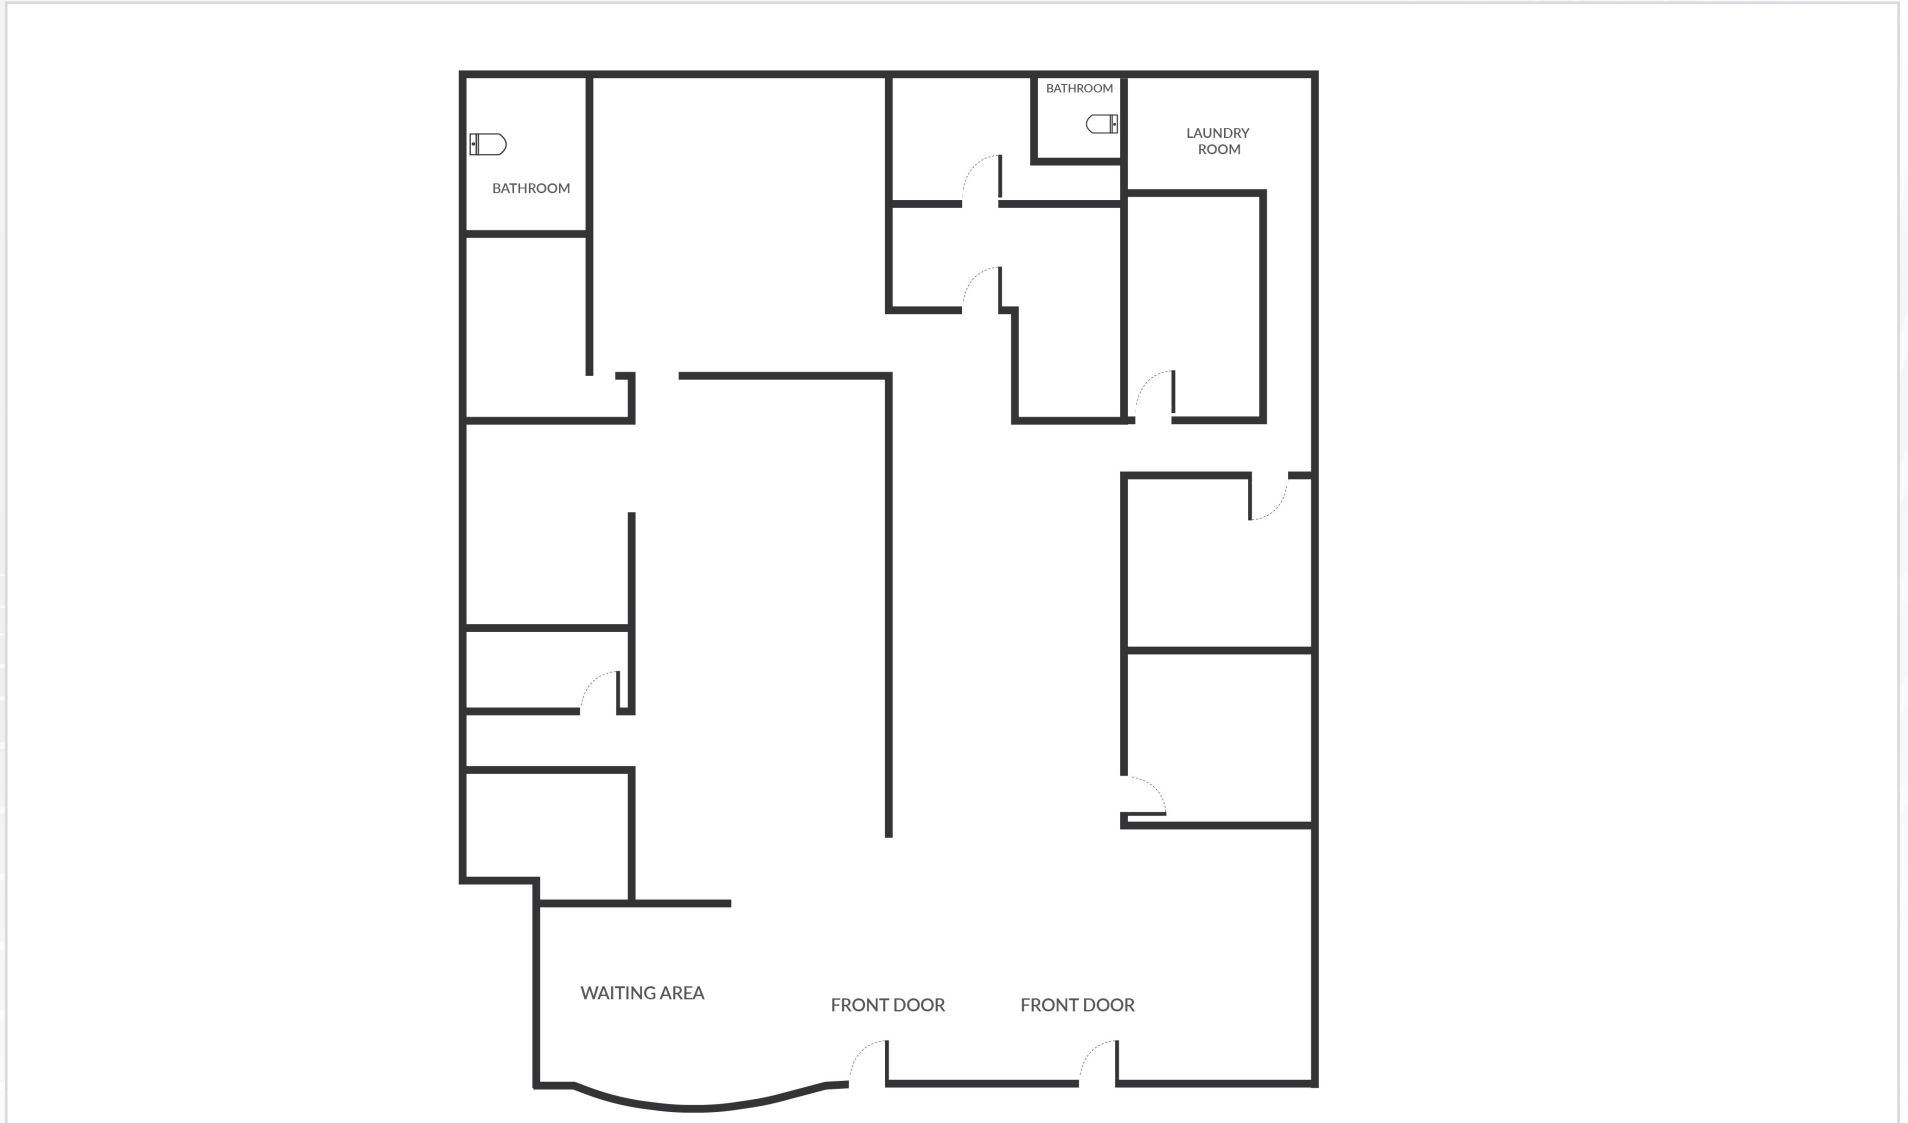 BATHROOM
LAUNDRY
ROOM
BATHROOM
WAITING AREA
FRONT DOOR
FRONT DOOR